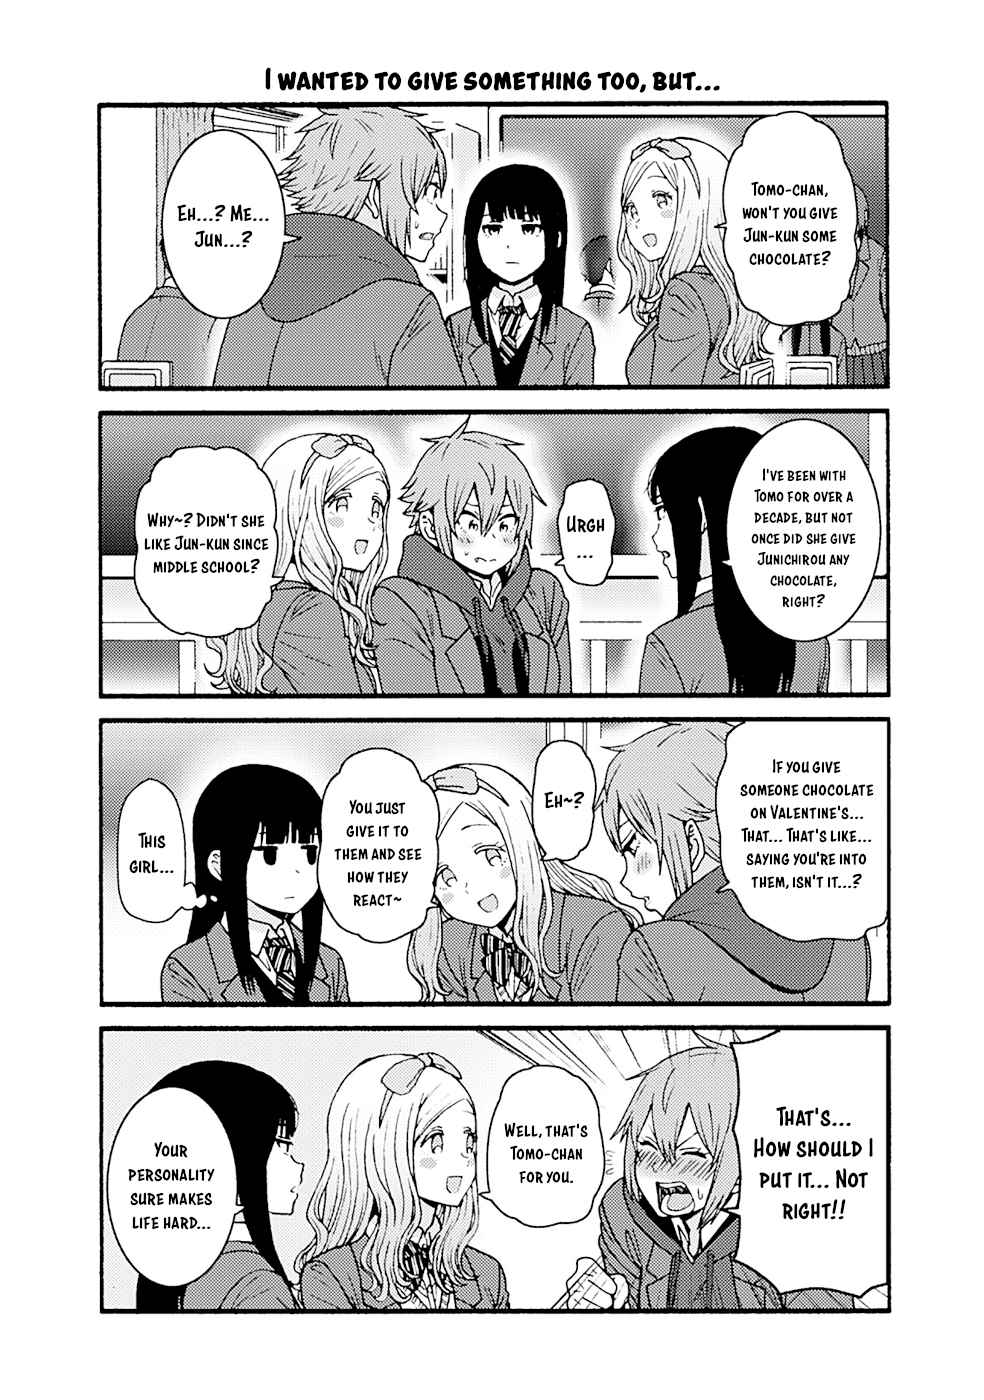 I WANTED TO GIVE SOMETHING TOO, BUT...
TOMO-CHAN,
WON'T YOU GIVE
JUN-KUN SOME
CHOCOLATE?
EH...? ME...
JUN...?
I'VE BEEN WITH
TOMO FOR OVER A
DECADE, BUT NOT
ONCE DID SHE GIVE
JUNICHIROU ANY
CHOCOLATE,
RIGHT?
URGH
...
WHY~? DIDN'T SHE
LIKE JUN-KUN SINCE
MIDDLE SCHOOL?
IF YOU GIVE
SOMEONE CHOCOLATE
ON VALENTINE'S...
THAT... THAT'S LIKE...
SAYING YOU'RE INTO
THEM, ISN'T IT...?
EH~?
YOU JUST
GIVE IT TO
THEM AND SEE
HOW THEY
REACT~
THIS
GIRL...
THAT'S...
HOW SHOULD I
PUT IT... NOT
RIGHT!!
WELL, THAT'S
TOMO-CHAN
FOR YOU.
YOUR
PERSONALITY
SURE MAKES
LIFE HARD...